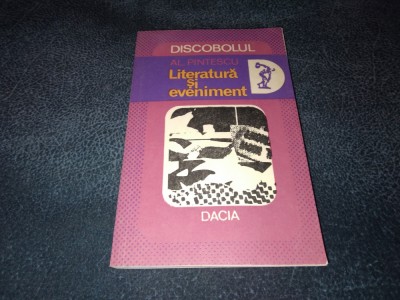 DISCOBOLUL
AL. PINTESCU
Literatură
și
eveniment
DACIA